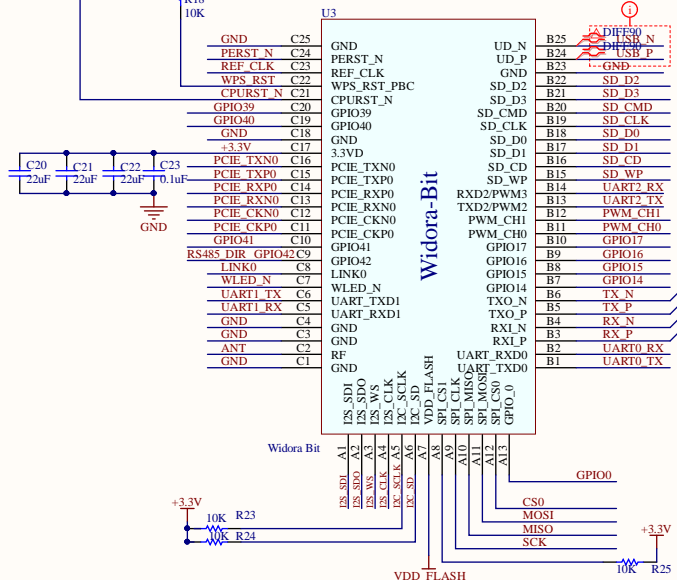 R18
10K
U3
GND C25 GND
PERST_N C24 PERST_N
REF_CLK C23 REF_CLK
WPS_RST C22 WPS_RST_PBC
CPURST_N C21 CPURST_N
GPIO39 C20 GPIO39
GPIO40 C19 GPIO40
GND C18 GND
+3.3V C17 3.3VD
PCIE_TXN0 C16 PCIE_TXN0
PCIE_TXP0 C15 PCIE_TXP0
PCIE_RXP0 C14 PCIE_RXP0
PCIE_RXN0 C13 PCIE_RXN0
PCIE_CKN0 C12 PCIE_CKN0
PCIE_CKP0 C11 PCIE_CKP0
GPIO41 C10 GPIO41
RS485_DIR GPIO42 C9 GPIO42
LINK0 C8 LINK0
WLED_N C7 WLED_N
UART1_TX C6 UART_TXD1
UART1_RX C5 UART_RXD1
GND C4 GND
GND C3 GND
ANT C2 RF
GND C1 GND
C20
22uF
C21
22uF
C22
22uF
C23
0.1uF
GND
Widora-Bit
i
DIFF90
DIFF90
UD_N B25 USB_N
UD_P B24 USB_P
GND B23 GND
SD_D2 B22 SD_D2
SD_D3 B21 SD_D3
SD_CMD B20 SD_CMD
SD_CLK B19 SD_CLK
SD_D0 B18 SD_D0
SD_D1 B17 SD_D1
SD_CD B16 SD_CD
SD_WP B15 SD_WP
RXD2/PWM3 B14 UART2_RX
TXD2/PWM2 B13 UART2_TX
PWM_CH1 B12 PWM_CH1
PWM_CH0 B11 PWM_CH0
GPIO17 B10 GPIO17
GPIO16 B9 GPIO16
GPIO15 B8 GPIO15
GPIO14 B7 GPIO14
TXO_N B6 TX_N
TXO_P B5 TX_P
RXI_N B4 RX_N
RXI_P B3 RX_P
UART_RXD0 B2 UART0_RX
UART_TXD0 B1 UART0_TX
I2S_SDI A1 I2S_SDI
I2S_SDO A2 I2S_SDO
I2S_WS A3 I2S_WS
I2S_CLK A4 I2S_CLK
I2C_SCLK A5 I2C_SCLK
I2C_SD A6 I2C_SD
VDD_FLASH A7
SPI_CS1 A8
SPI_CLK A9
SPI_MISO A10
SPI_MOSI A11
SPI_CS0 A12
GPIO_0 A13
Widora Bit
GPIO0
CS0
MOSI
MISO
SCK
+3.3V
10K R23
10K R24
VDD_FLASH
+3.3V
10K R25